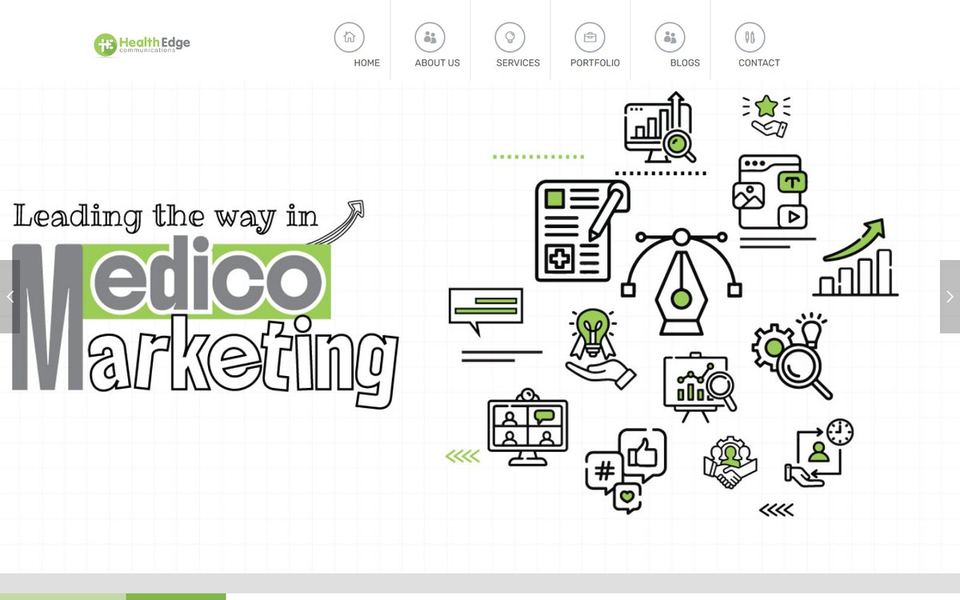 HealthEdge
communications
HOME
ABOUT US
SERVICES
PORTFOLIO
BLOGS
CONTACT
Leading the way in
Medico
Marketing
T
#